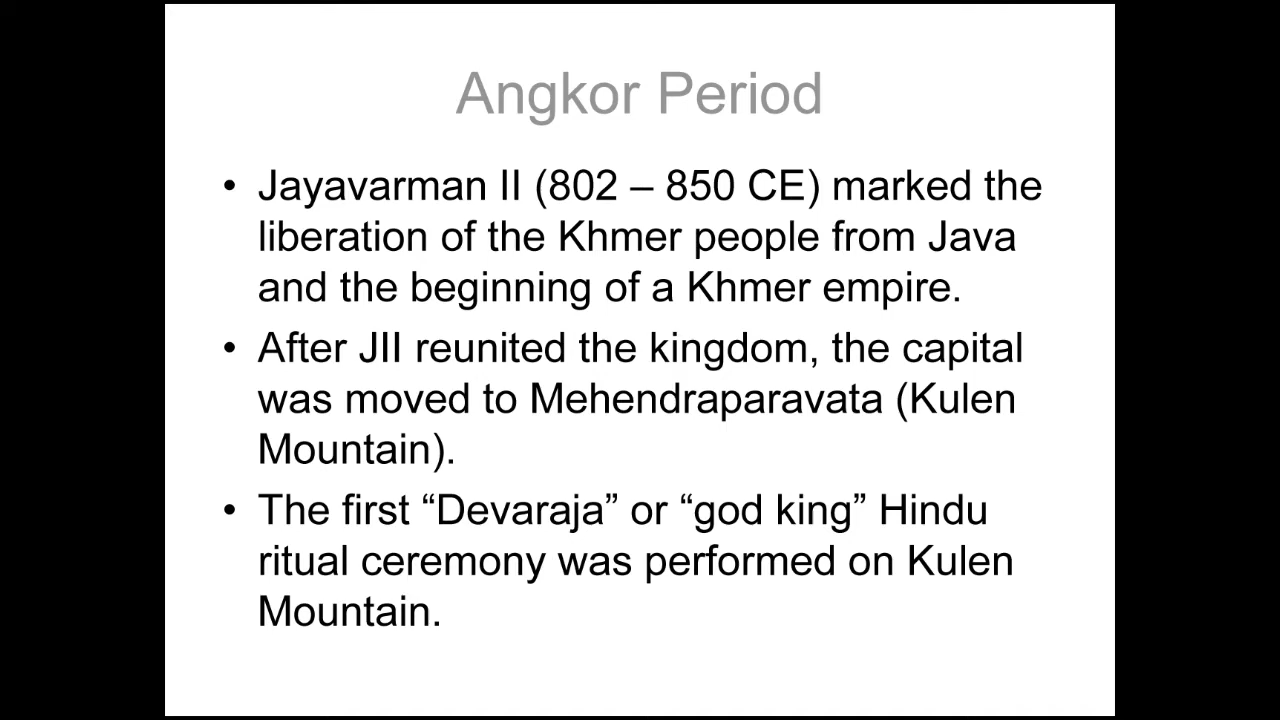 Angkor Period
• Jayavarman II (802 – 850 CE) marked the
liberation of the Khmer people from Java
and the beginning of a Khmer empire.
• After JII reunited the kingdom, the capital
was moved to Mehendraparavata (Kulen
Mountain).
• The first “Devaraja” or “god king” Hindu
ritual ceremony was performed on Kulen
Mountain.